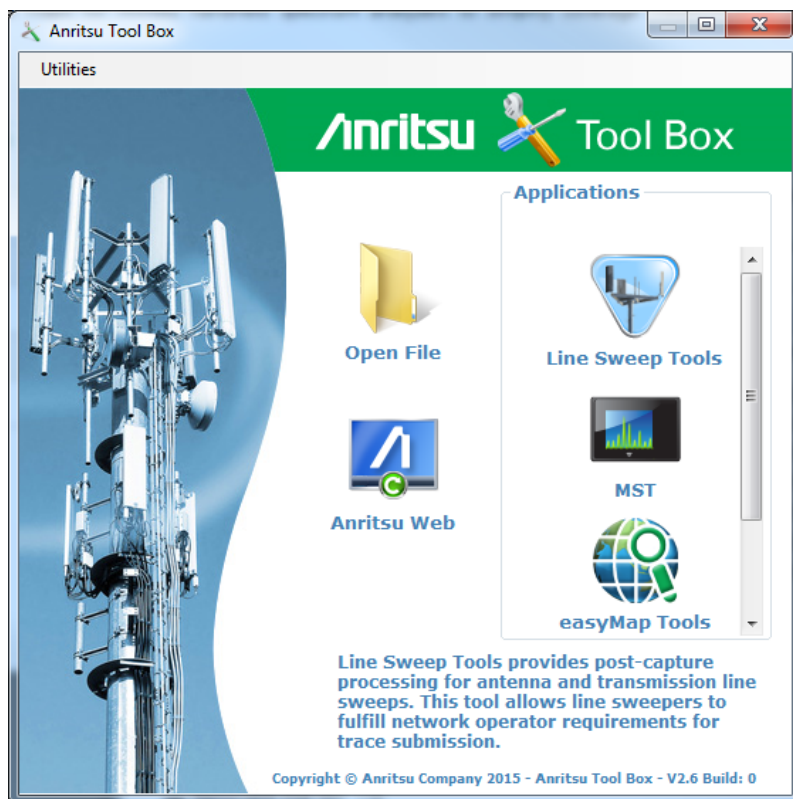 Anritsu Tool Box
Utilities
Anritsu Tool Box
Applications
Open File
Line Sweep Tools
MST
Anritsu Web
easyMap Tools
Line Sweep Tools provides post-capture
processing for antenna and transmission line
sweeps. This tool allows line sweepers to
fulfill network operator requirements for
trace submission.
Copyright © Anritsu Company 2015 - Anritsu Tool Box - V2.6 Build: 0